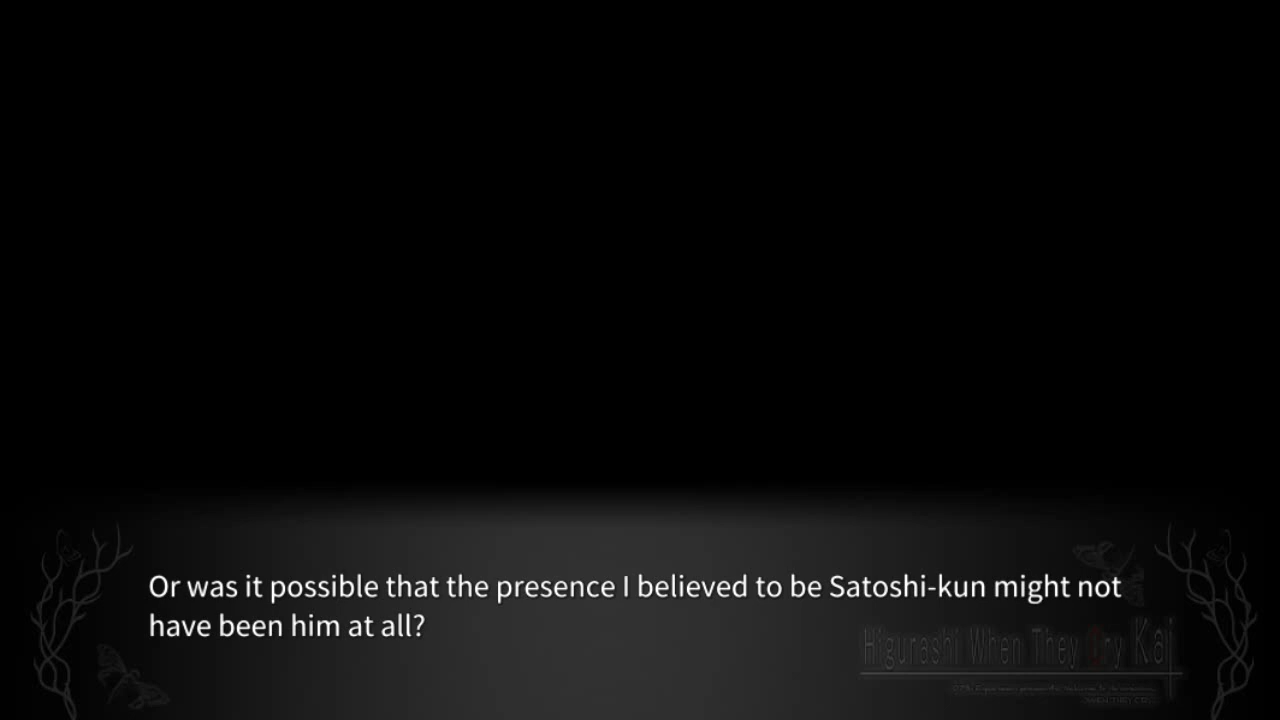 Or was it possible that the presence I believed to be Satoshi-kun might not
have been him at all?
Higurashi When They Cry Kai